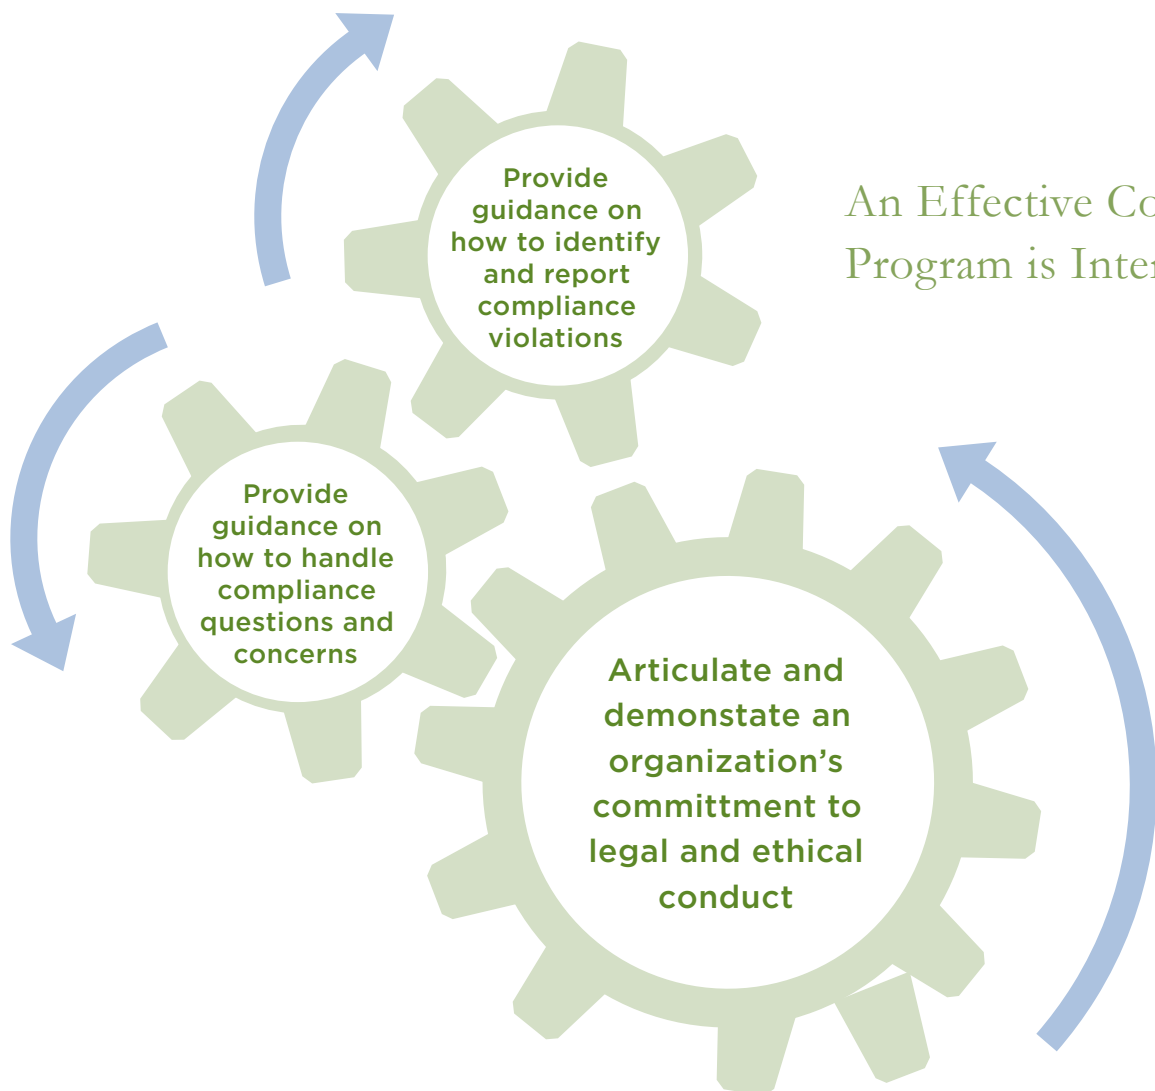 Provide
guidance on
how to identify
and report
compliance
violations
An Effective Co
Program is Inter
Provide
guidance on
how to handle
compliance
questions and
concerns
Articulate and
demonstate an
organization’s
committment to
legal and ethical
conduct